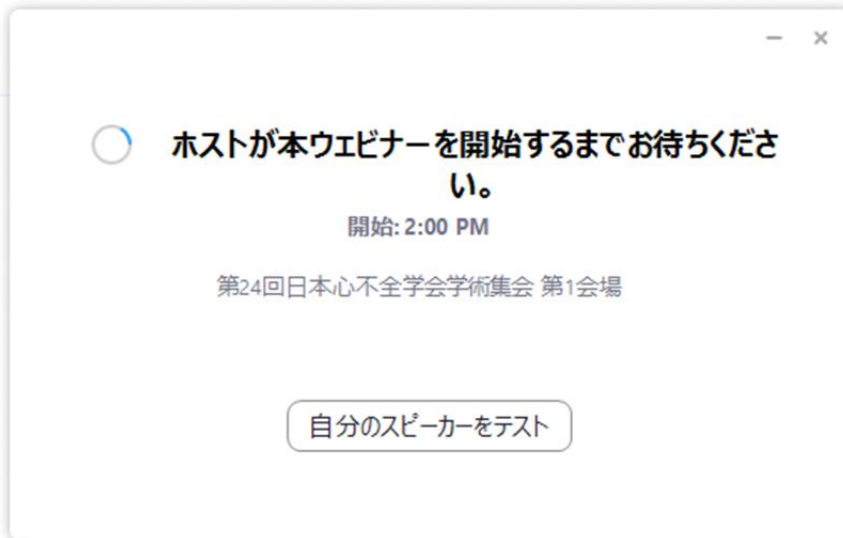 ホストが本ウェビナーを開始するまでお待ちくださ
い。
開始: 2:00 PM
第24回日本心不全学会学術集会 第1会場
自分のスピーカーをテスト